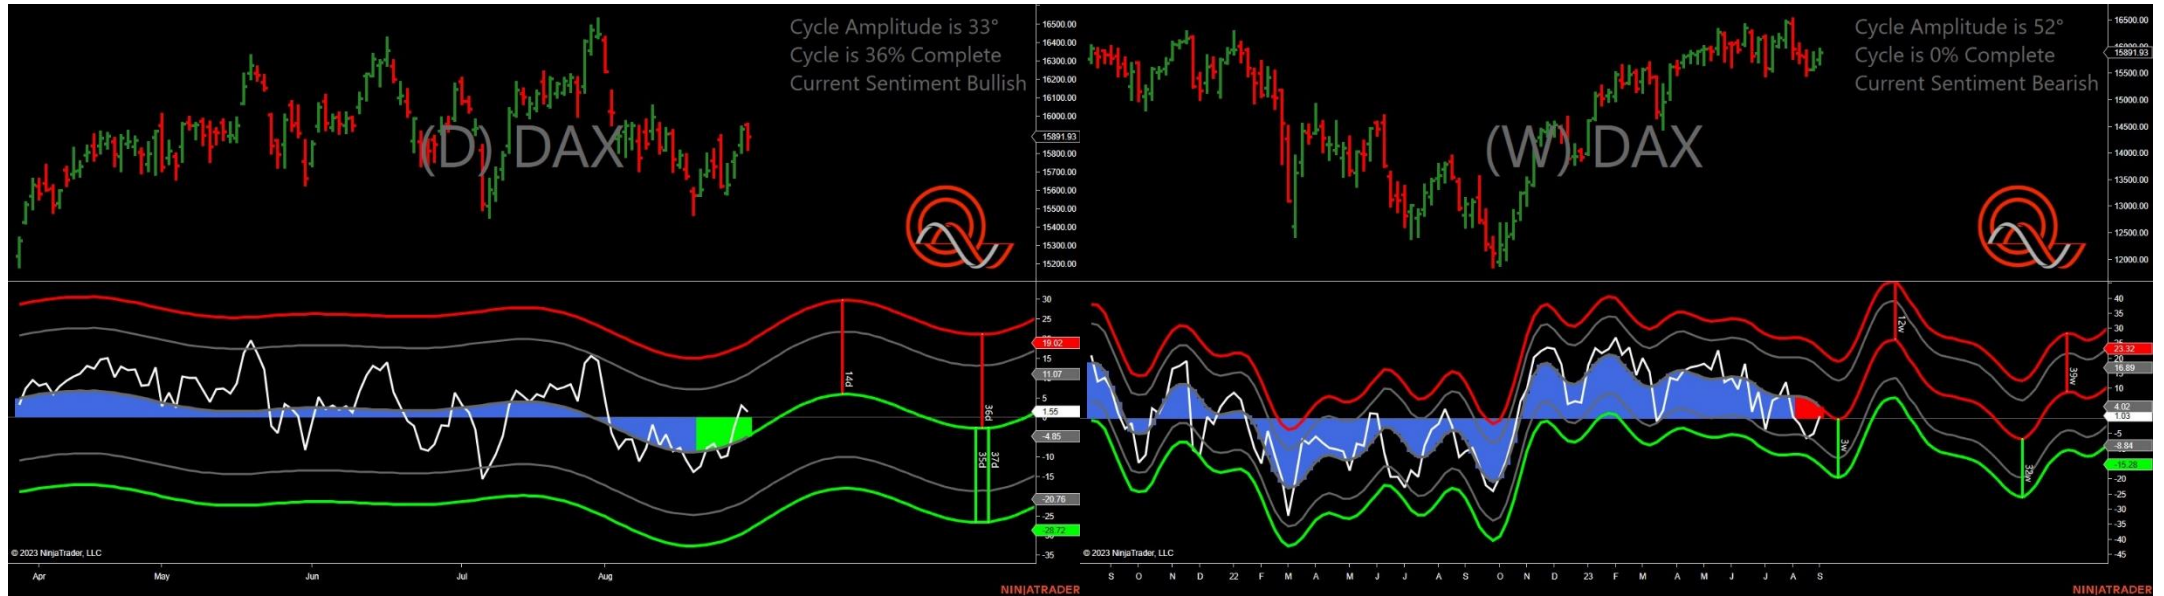 Cycle Amplitude is 33°
Cycle is 36% Complete
Current Sentiment Bullish
(D) DAX
16500.00
16400.00
16300.00
16200.00
16100.00
16000.00
15891.93
15800.00
15700.00
15600.00
15500.00
15400.00
15300.00
15200.00
30
25
19.02
15
11.07
5
1.55
-4.85
-10
-15
-20.76
-25
-28.72
-35
14d
36d
35d
37d
© 2023 NinjaTrader, LLC
Apr May Jun Jul Aug
NINJATRADER
Cycle Amplitude is 52°
Cycle is 0% Complete
Current Sentiment Bearish
(W) DAX
16500.00
15891.93
15500.00
15000.00
14500.00
14000.00
13500.00
13000.00
12500.00
12000.00
40
35
30
25
23.32
20
16.89
10
4.02
1.03
-5
-8.84
-15.28
-20
-25
-30
-35
-40
-45
12w
39w
3w
32w
© 2023 NinjaTrader, LLC
S O N D 22 F M A M J J A S O N D 23 F M A M J J A S
NINJATRADER